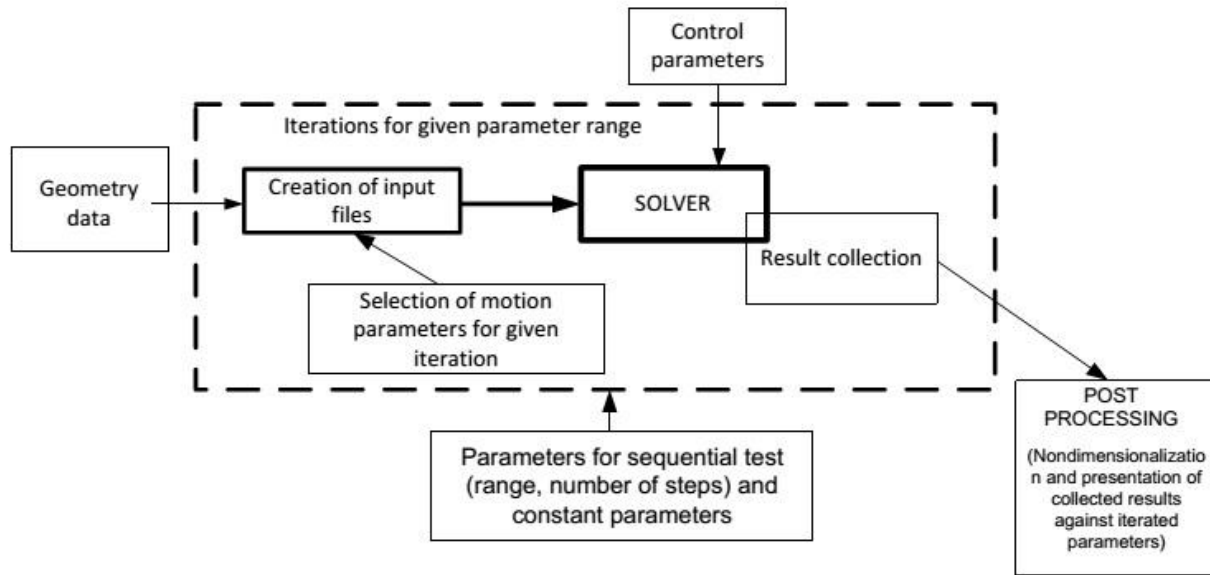 Control
parameters
Iterations for given parameter range
Geometry
data
Creation of input
files
SOLVER
Result collection
Selection of motion
parameters for given
iteration
Parameters for sequential test
(range, number of steps) and
constant parameters
POST
PROCESSING
(Nondimensionalizatio
n and presentation of
collected results
against iterated
parameters)